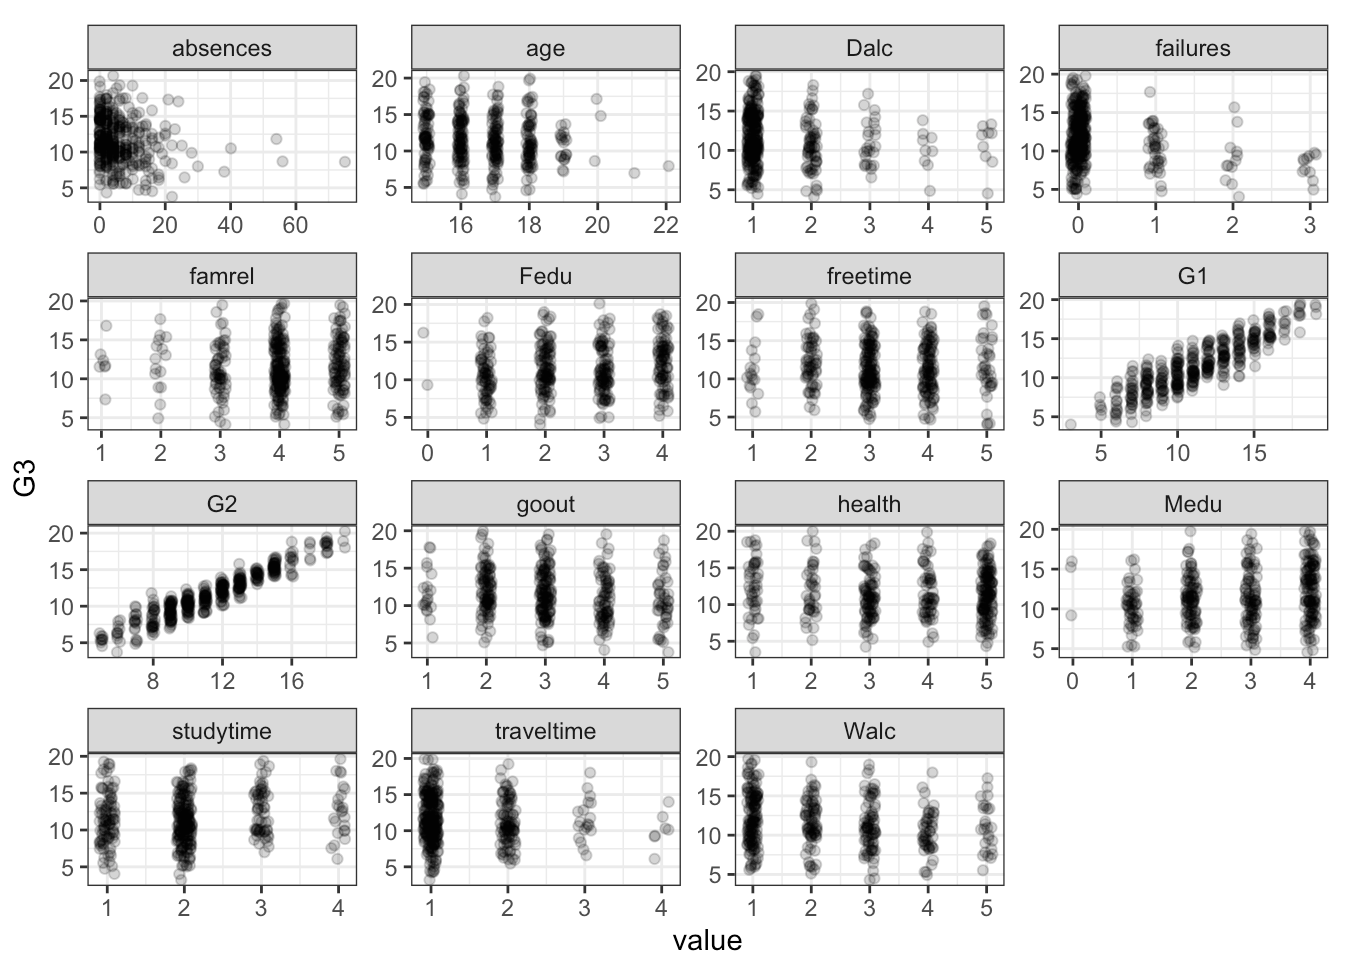 absences age Dalc failures
20 20 20 20
15 15 15 15
10 10 10 10
5 5 5 5
0 20 40 60 16 18 20 22 1 2 3 4 5 0 1 2 3
famrel Fedu freetime G1
20 20 20 20
15 15 15 15
10 10 10 10
5 5 5 5
1 2 3 4 5 0 1 2 3 4 1 2 3 4 5 5 10 15
G3
G2 goout health Medu
20 20 20 20
15 15 15 15
10 10 10 10
5 5 5 5
8 12 16 1 2 3 4 5 1 2 3 4 5 0 1 2 3 4
studytime traveltime Walc
20 20 20
15 15 15
10 10 10
5 5 5
1 2 3 4 1 2 3 4 1 2 3 4 5
value